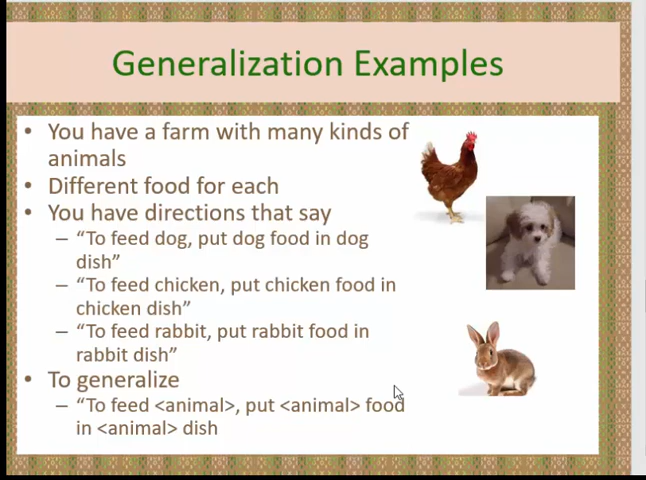 Generalization Examples
• You have a farm with many kinds of
animals
• Different food for each
• You have directions that say
– “To feed dog, put dog food in dog
dish”
– “To feed chicken, put chicken food in
chicken dish”
– “To feed rabbit, put rabbit food in
rabbit dish”
• To generalize
– “To feed <animal>, put <animal> food
in <animal> dish